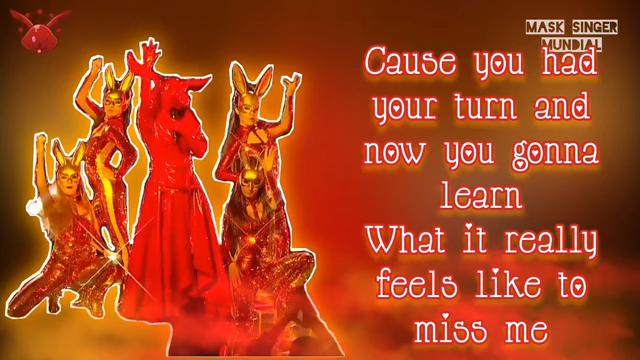 MASK SINGER
MUNDIAL
Cause you had
your turn and
now you gonna
learn
What it really
feels like to
miss me